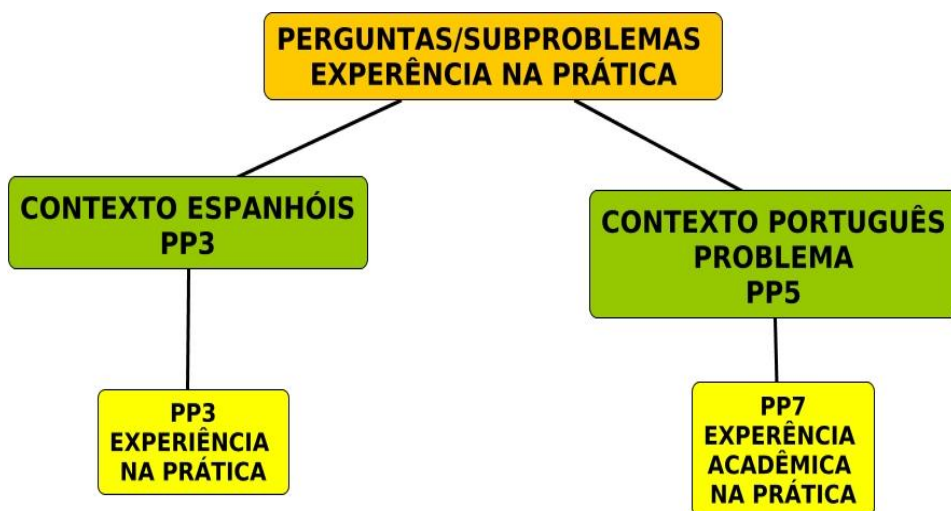 PERGUNTAS/SUBPROBLEMAS
EXPERÊNCIA NA PRÁTICA
CONTEXTO ESPANHÓIS
PP3
CONTEXTO PORTUGUÊS
PROBLEMA
PP5
PP3
EXPERIÊNCIA
NA PRÁTICA
PP7
EXPERÊNCIA
ACADÊMICA
NA PRÁTICA